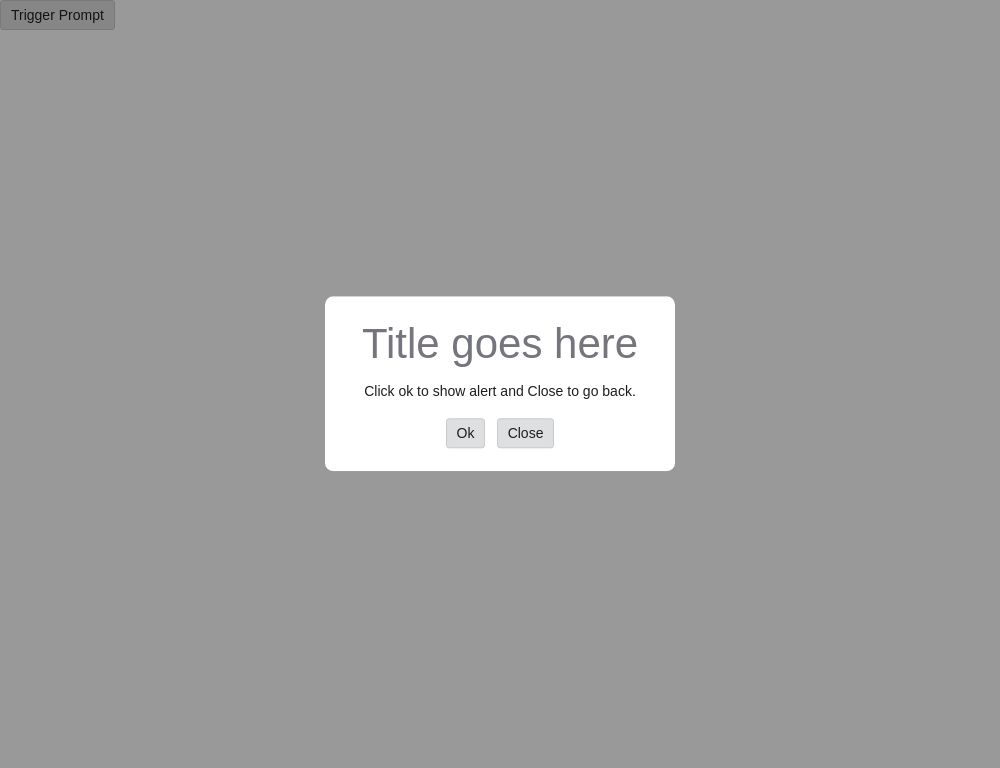 Trigger Prompt
Title goes here
Click ok to show alert and Close to go back.
Ok Close